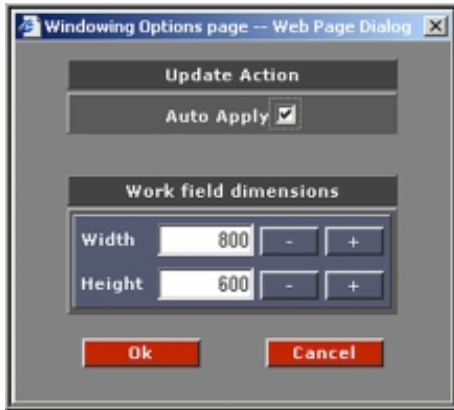 Windowing Options page -- Web Page Dialog
Update Action
Auto Apply
Work field dimensions
Width 800 - +
Height 600 - +
Ok Cancel